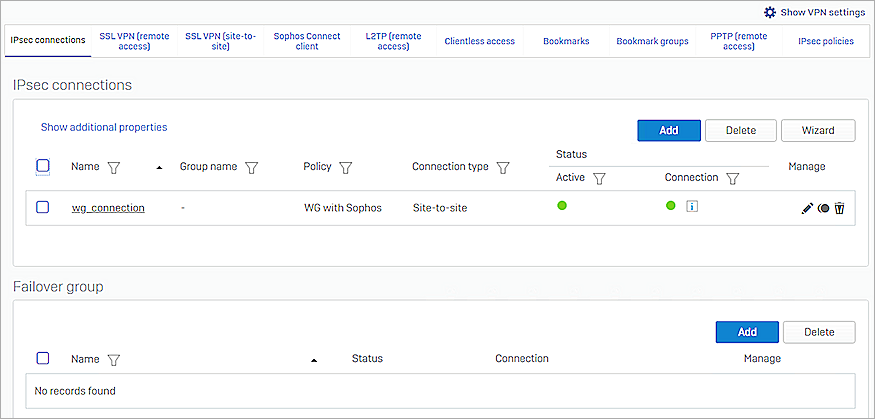 Show VPN settings
IPsec connections
SSL VPN (remote
access)
SSL VPN (site-to-
site)
Sophos Connect
client
L2TP (remote
access)
Clientless access
Bookmarks
Bookmark groups
PPTP (remote
access)
IPsec policies
IPsec connections
Show additional properties
Add
Delete
Wizard
Name
Group name
Policy
Connection type
Status
Active
Connection
Manage
wg_connection
-
WG with Sophos
Site-to-site
i
Failover group
Add
Delete
Name
Status
Connection
Manage
No records found